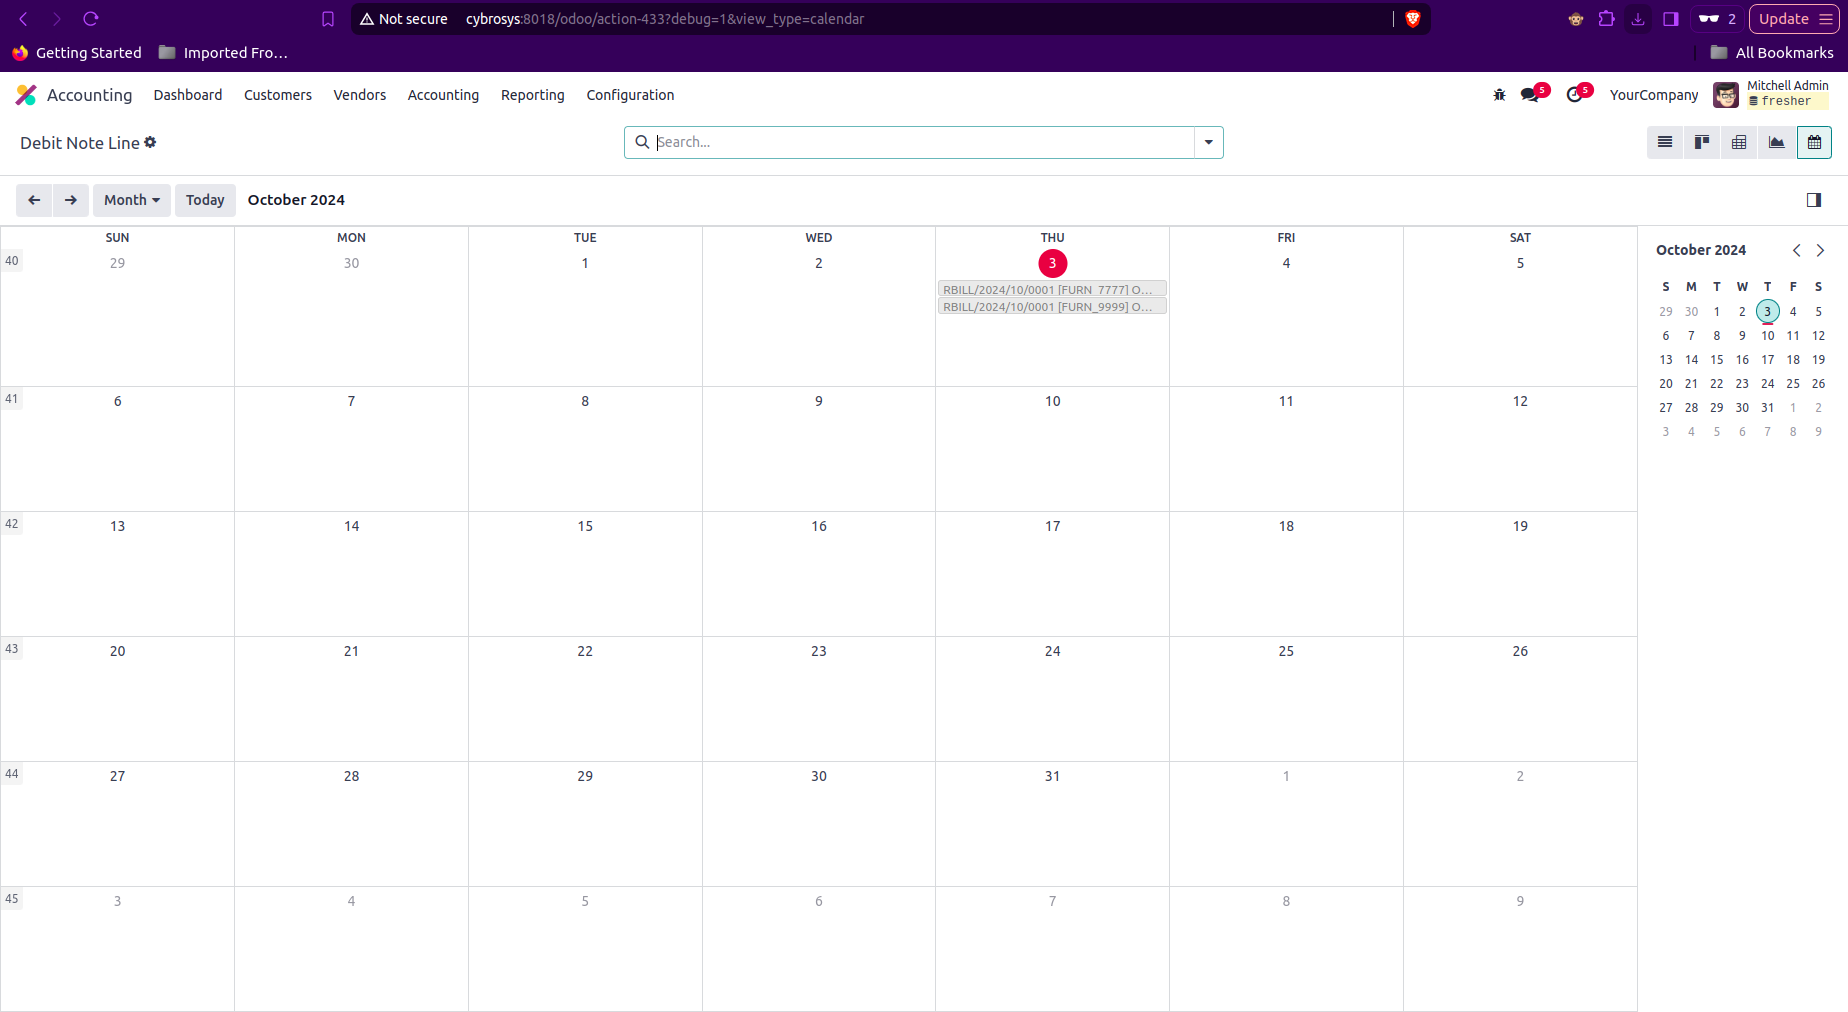 Not secure cybrosys:8018/odoo/action-433?debug=1&view_type=calendar 2 Update
Getting Started Imported Fro... All Bookmarks
Accounting Dashboard Customers Vendors Accounting Reporting Configuration 5 5 YourCompany Mitchell Admin
fresher
Debit Note Line Search...
Month Today October 2024
SUN MON TUE WED THU FRI SAT
40 29 30 1 2 3 4 5
RBILL/2024/10/0001 [FURN_7777] O...
RBILL/2024/10/0001 [FURN_9999] O...
41 6 7 8 9 10 11 12
42 13 14 15 16 17 18 19
43 20 21 22 23 24 25 26
44 27 28 29 30 31 1 2
45 3 4 5 6 7 8 9
October 2024
S M T W T F S
29 30 1 2 3 4 5
6 7 8 9 10 11 12
13 14 15 16 17 18 19
20 21 22 23 24 25 26
27 28 29 30 31 1 2
3 4 5 6 7 8 9